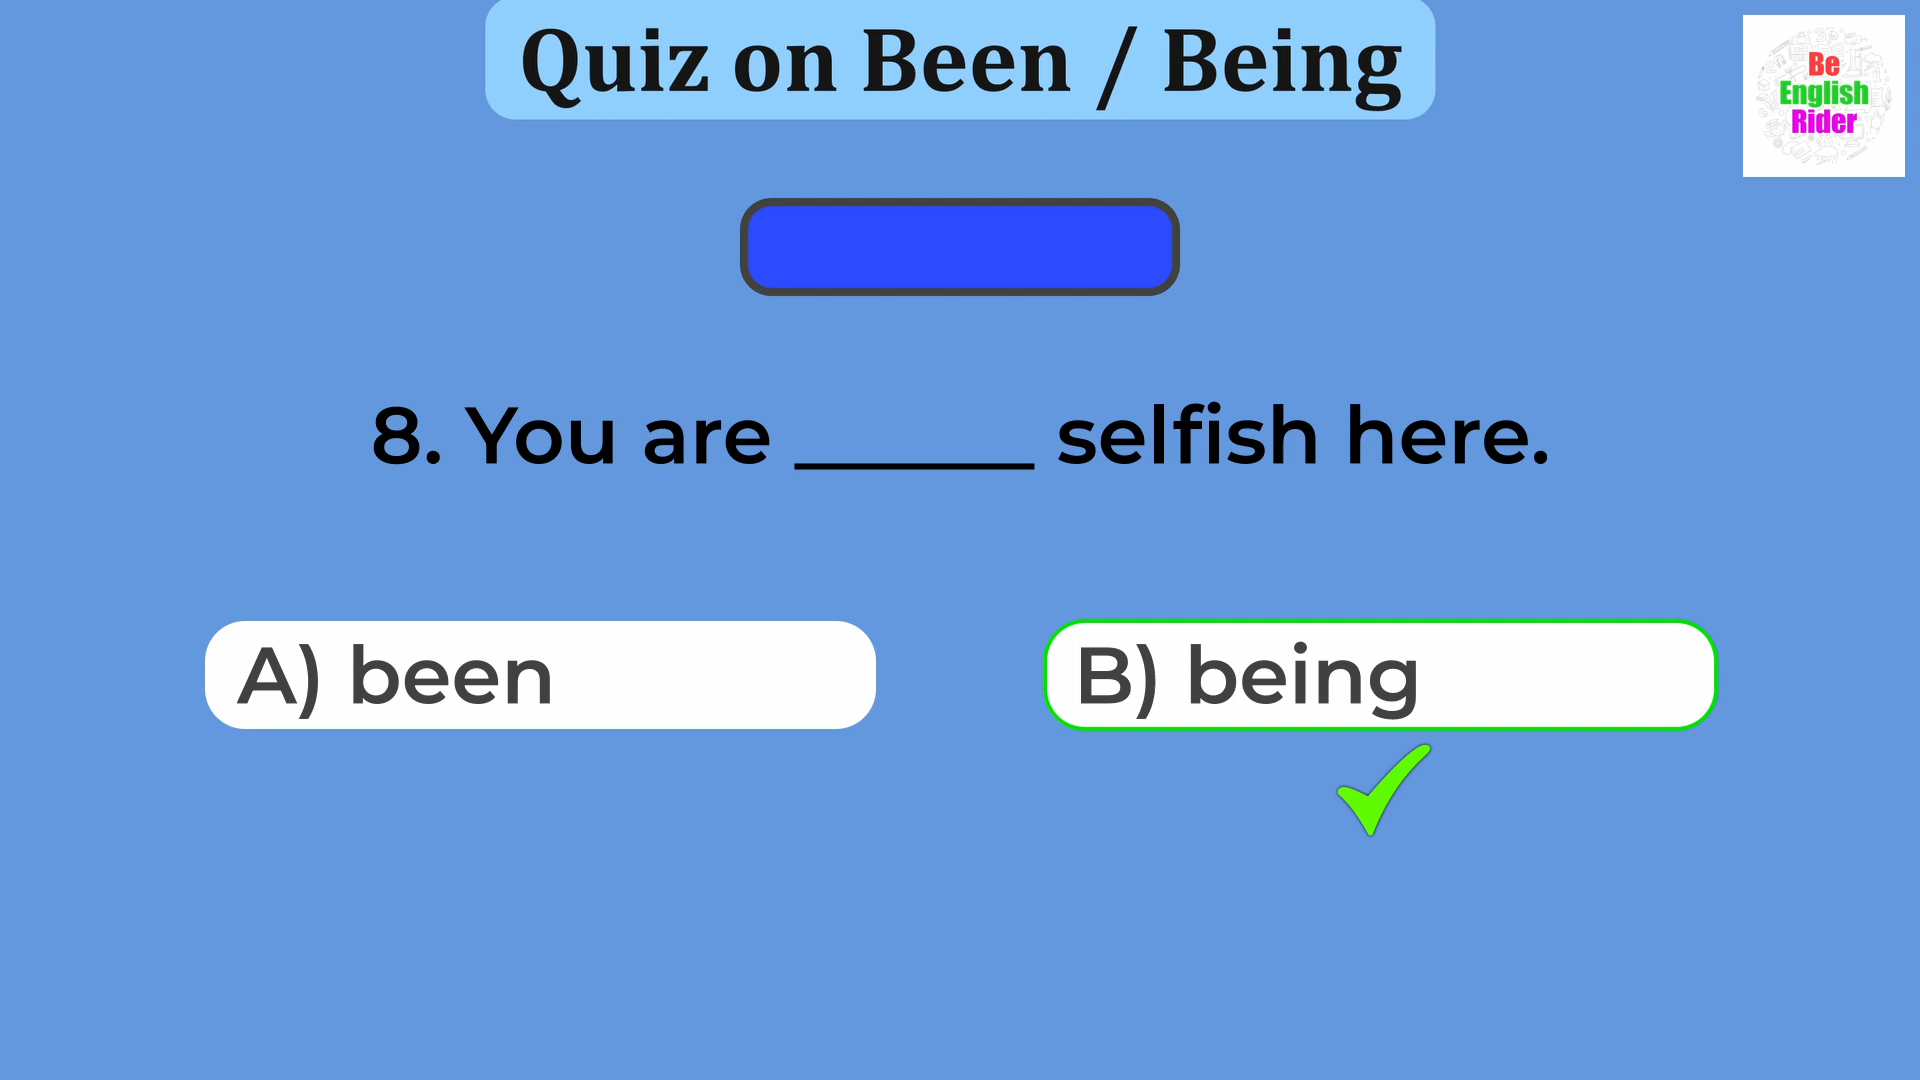 Quiz on Been / Being
Be
English
Rider
8. You are ______ selfish here.
A) been
B) being